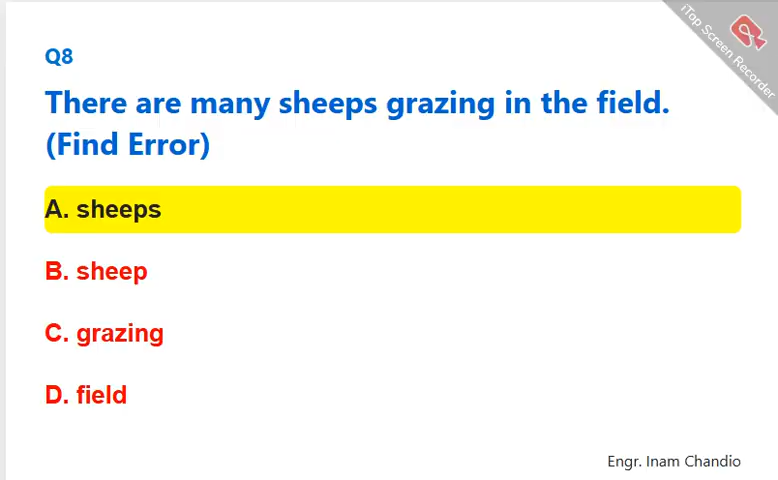 iTop Screen Recorder
Q8
There are many sheeps grazing in the field.
(Find Error)
A. sheeps
B. sheep
C. grazing
D. field
Engr. Inam Chandio